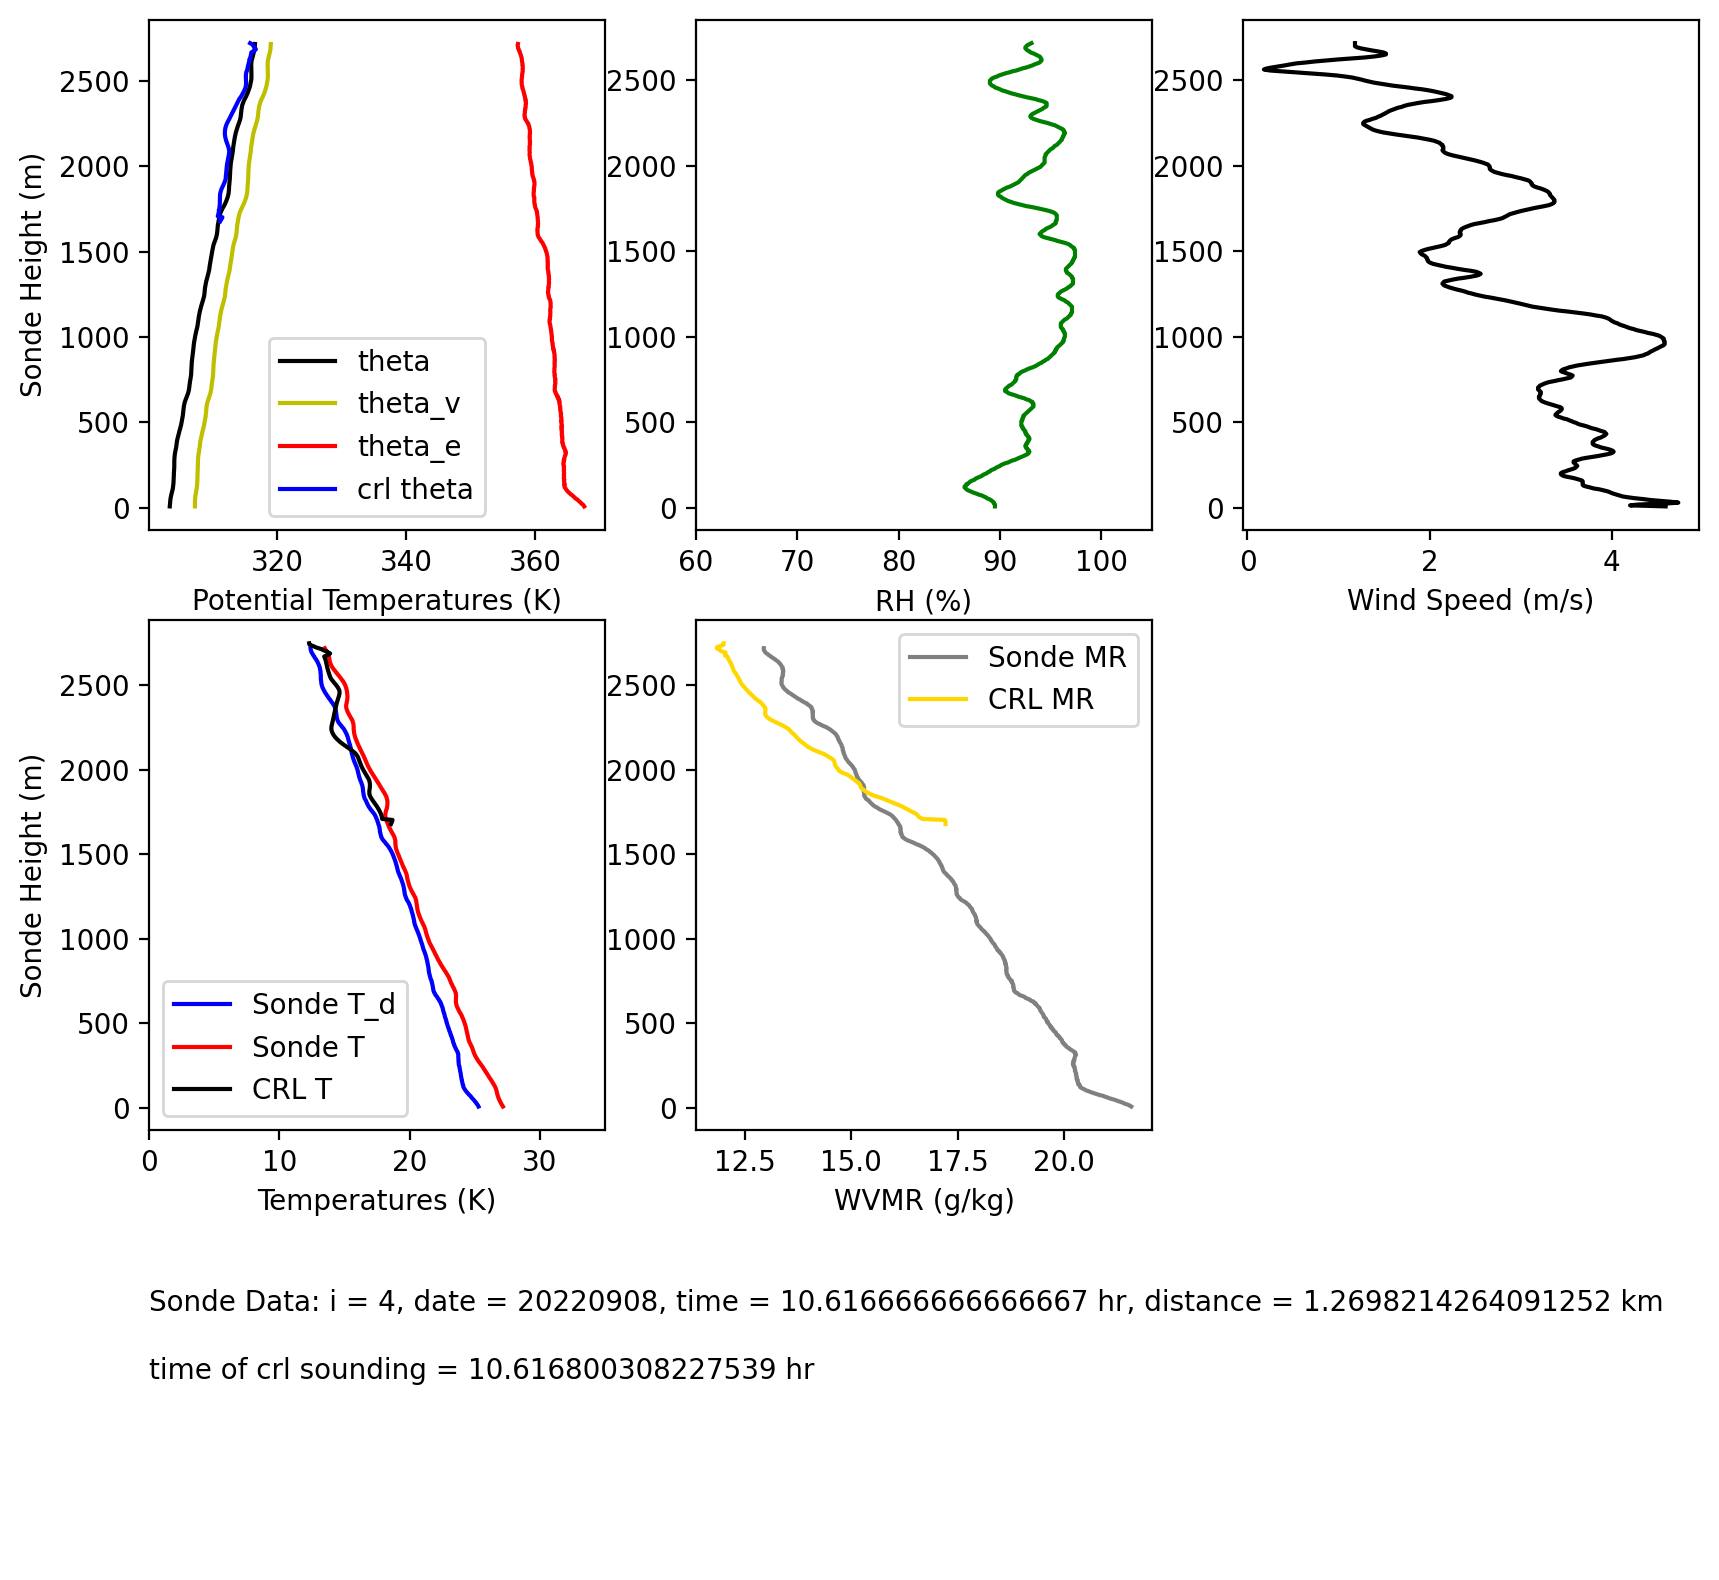 2500
2000
1500
1000
500
0
Sonde Height (m)
theta
theta_v
theta_e
crl theta
320
340
360
Potential Temperatures (K)
2500
2000
1500
1000
500
0
60
70
80
90
100
RH (%)
2500
2000
1500
1000
500
0
0
2
4
Wind Speed (m/s)
2500
2000
1500
1000
500
0
Sonde Height (m)
Sonde T_d
Sonde T
CRL T
0
10
20
30
Temperatures (K)
2500
2000
1500
1000
500
0
Sonde MR
CRL MR
12.5
15.0
17.5
20.0
WVMR (g/kg)
Sonde Data: i = 4, date = 20220908, time = 10.616666666666667 hr, distance = 1.2698214264091252 km
time of crl sounding = 10.616800308227539 hr